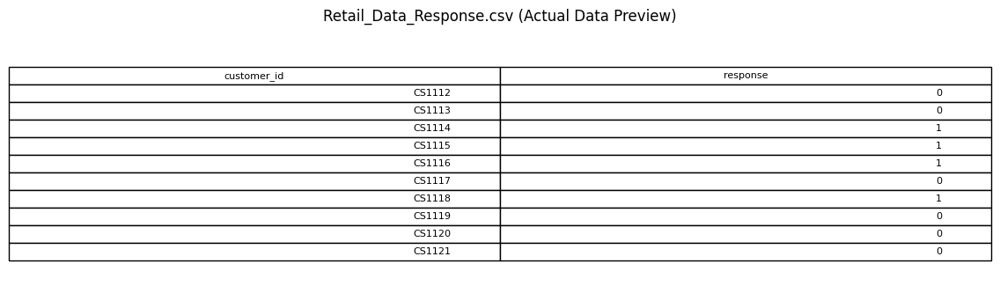 Retail_Data_Response.csv (Actual Data Preview)
customer_id response
CS1112 0
CS1113 0
CS1114 1
CS1115 1
CS1116 1
CS1117 0
CS1118 1
CS1119 0
CS1120 0
CS1121 0